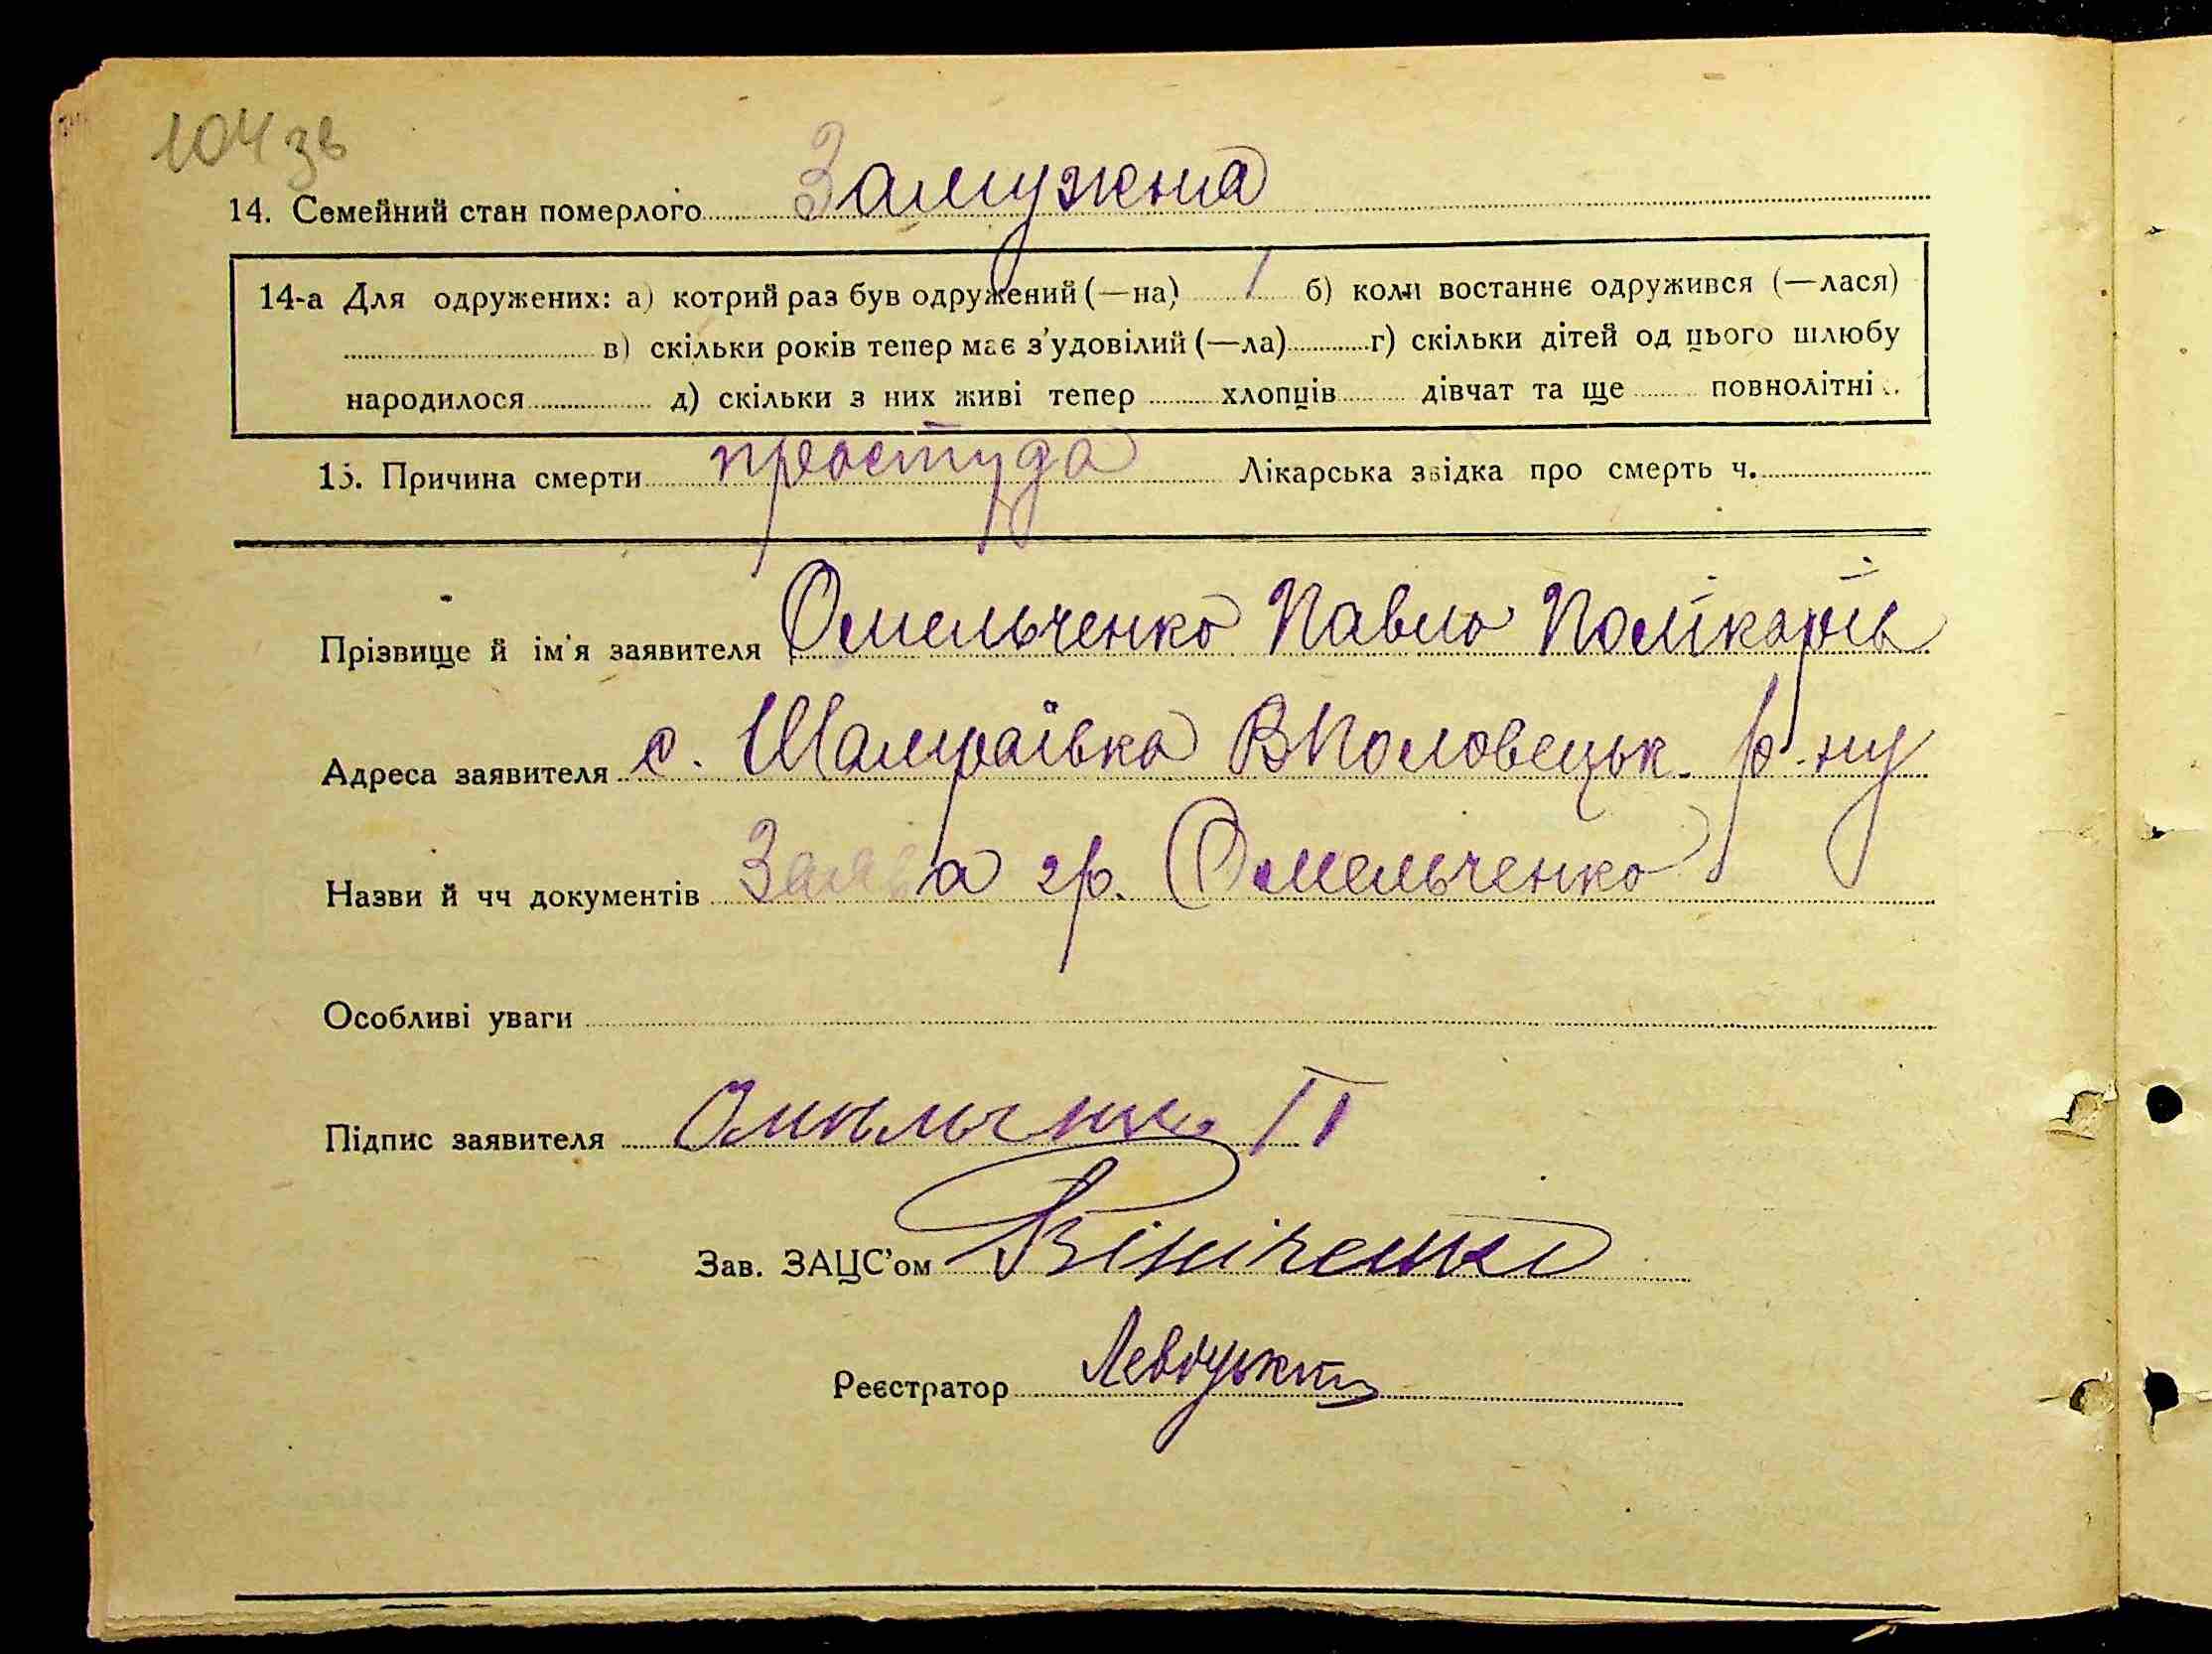 104 зв
14. Семейний стан померлого Замужна
14-а Для одружених: а) котрий раз був одружений (—на) 1 б) коли востаннє одружився (—лася)
в) скільки років тепер має з'удовілий (—ла) г) скільки дітей од цього шлюбу
народилося д) скільки з них живі тепер хлопців дівчат та ще повнолітні
15. Причина смерти простуда Лікарська звідка про смерть ч.
Прізвище й ім'я заявителя Омельченко Павло Полікарпів
Адреса заявителя с. Шамраївка ВПоловецьк. р-ну
Назви й чч документів Заява гр. Омельченко
Особливі уваги
Підпис заявителя П
Зав. ЗАЦС'ом Вініченко
Реєстратор